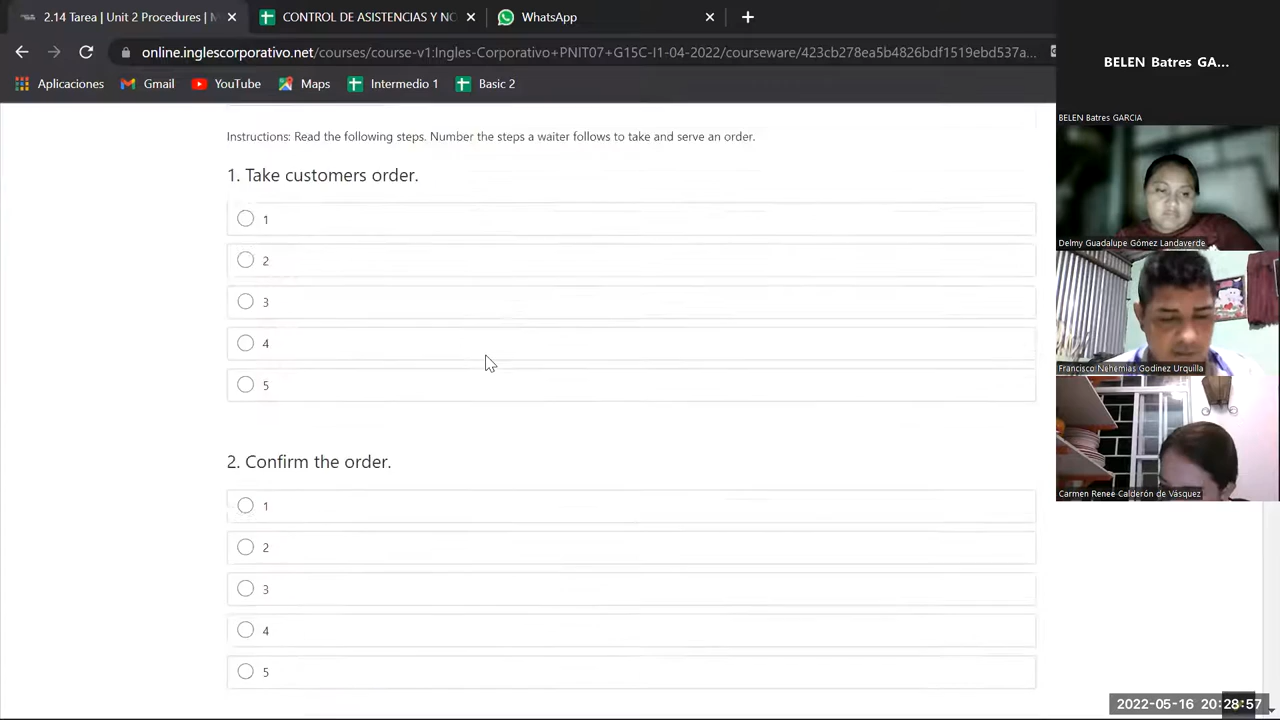 2.14 Tarea | Unit 2 Procedures |
CONTROL DE ASISTENCIAS Y NO
WhatsApp
online.inglescorporativo.net/courses/course-v1:Ingles-Corporativo+PNIT07+G13C-I1-04-2022/courseware/423cb2f8ea5b4826bdf1519ebd537a...
Aplicaciones
Gmail
YouTube
Maps
Intermedio 1
Basic 2
Instructions: Read the following steps. Number the steps a waiter follows to take and serve an order.
1. Take customers order.
1
2
3
4
5
2. Confirm the order.
1
2
3
4
5
BELEN Batres GA...
BELEN Batres GARCIA
Delmy Guadalupe Gómez Landaverde
Francisco Nehemias Godinez Urquilla
Carmen Renee Calderón de Vásquez
2022-05-16 20:28:57